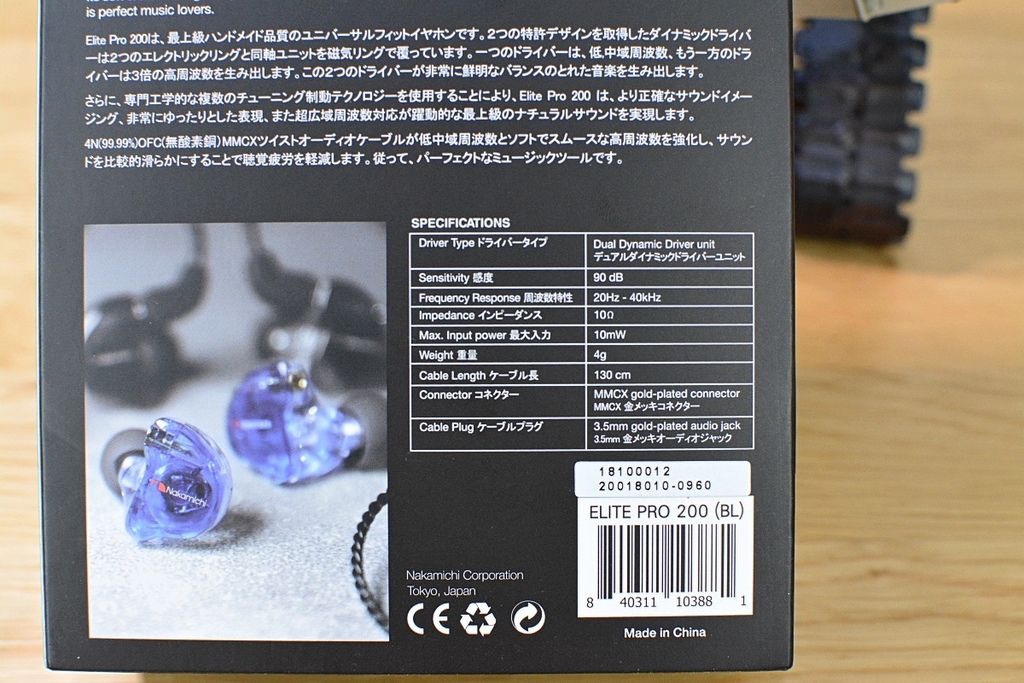 is perfect music lovers.
Elite Pro 200は、最上級ハンドメイド品質のユニバーサルフィットイヤホンです。2つの特許デザインを取得したダイナミックドライバ
ーは2つのエレクトリックリングと同軸ユニットを磁気リングで覆っています。一つのドライバーは、低中域周波数、もう一方のドラ
イバーは3倍の高周波数を生み出します。この2つのドライバーが非常に鮮明なバランスのとれた音楽を生み出します。
さらに、専門工学的な複数のチューニング制動テクノロジーを使用することにより、Elite Pro 200 は、より正確なサウンドイメー
ジング、非常にゆったりとした表現、また超広域周波数対応が躍動的な最上級のナチュラルサウンドを実現します。
4N(99.99%)OFC(無酸素銅)MMCXツイストオーディオケーブルが低中域周波数とソフトでスムースな高周波数を強化し、サウン
ドを比較的滑らかにすることで聴覚疲労を軽減します。従って、パーフェクトなミュージックツールです。
SPECIFICATIONS
Driver Type ドライバータイプ Dual Dynamic Driver unit
デュアルダイナミックドライバーユニット
Sensitivity 感度 90 dB
Frequency Response 周波数特性 20Hz - 40kHz
Impedance インピーダンス 10Ω
Max. Input power 最大入力 10mW
Weight 重量 4g
Cable Length ケーブル長 130 cm
Connector コネクター MMCX gold-plated connector
MMCX 金メッキコネクター
Cable Plug ケーブルプラグ 3.5mm gold-plated audio jack
3.5mm 金メッキオーディオジャック
Nakamichi
18100012
20018010-0960
ELITE PRO 200 (BL)
8 40311 10388 1
Nakamichi Corporation
Tokyo, Japan
CE
Made in China